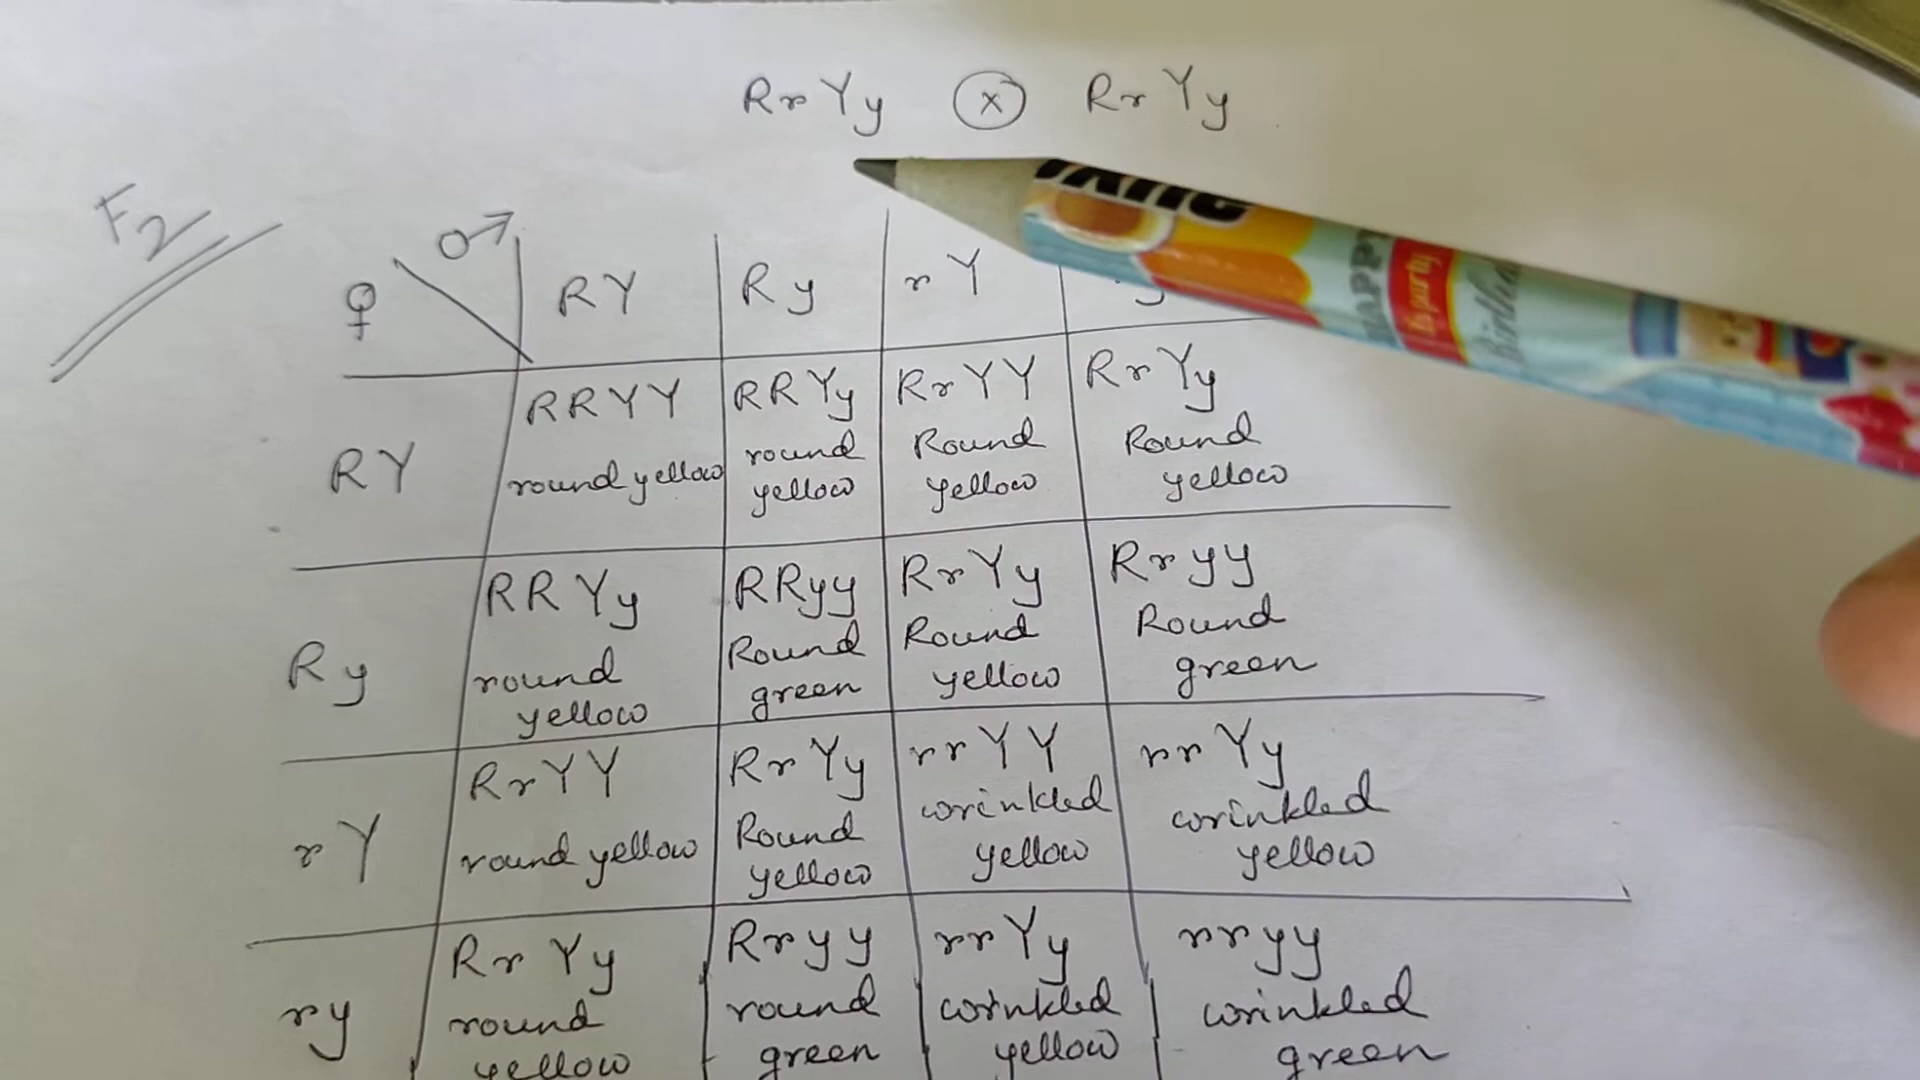 RrYy x RrYy
F2
♀ ♂ RY Ry rY y
RY RRYY RRYy RrYY RrYy
round yellow round yellow Round yellow Round yellow
Ry RRYy RRyy RrYy Rryy
round yellow Round green Round yellow Round green
rY RrYY RrYy rrYY rrYy
round yellow Round yellow wrinkled yellow wrinkled yellow
ry RrYy Rryy rrYy rryy
round yellow round green wrinkled yellow wrinkled green
HAPPY
Birthday